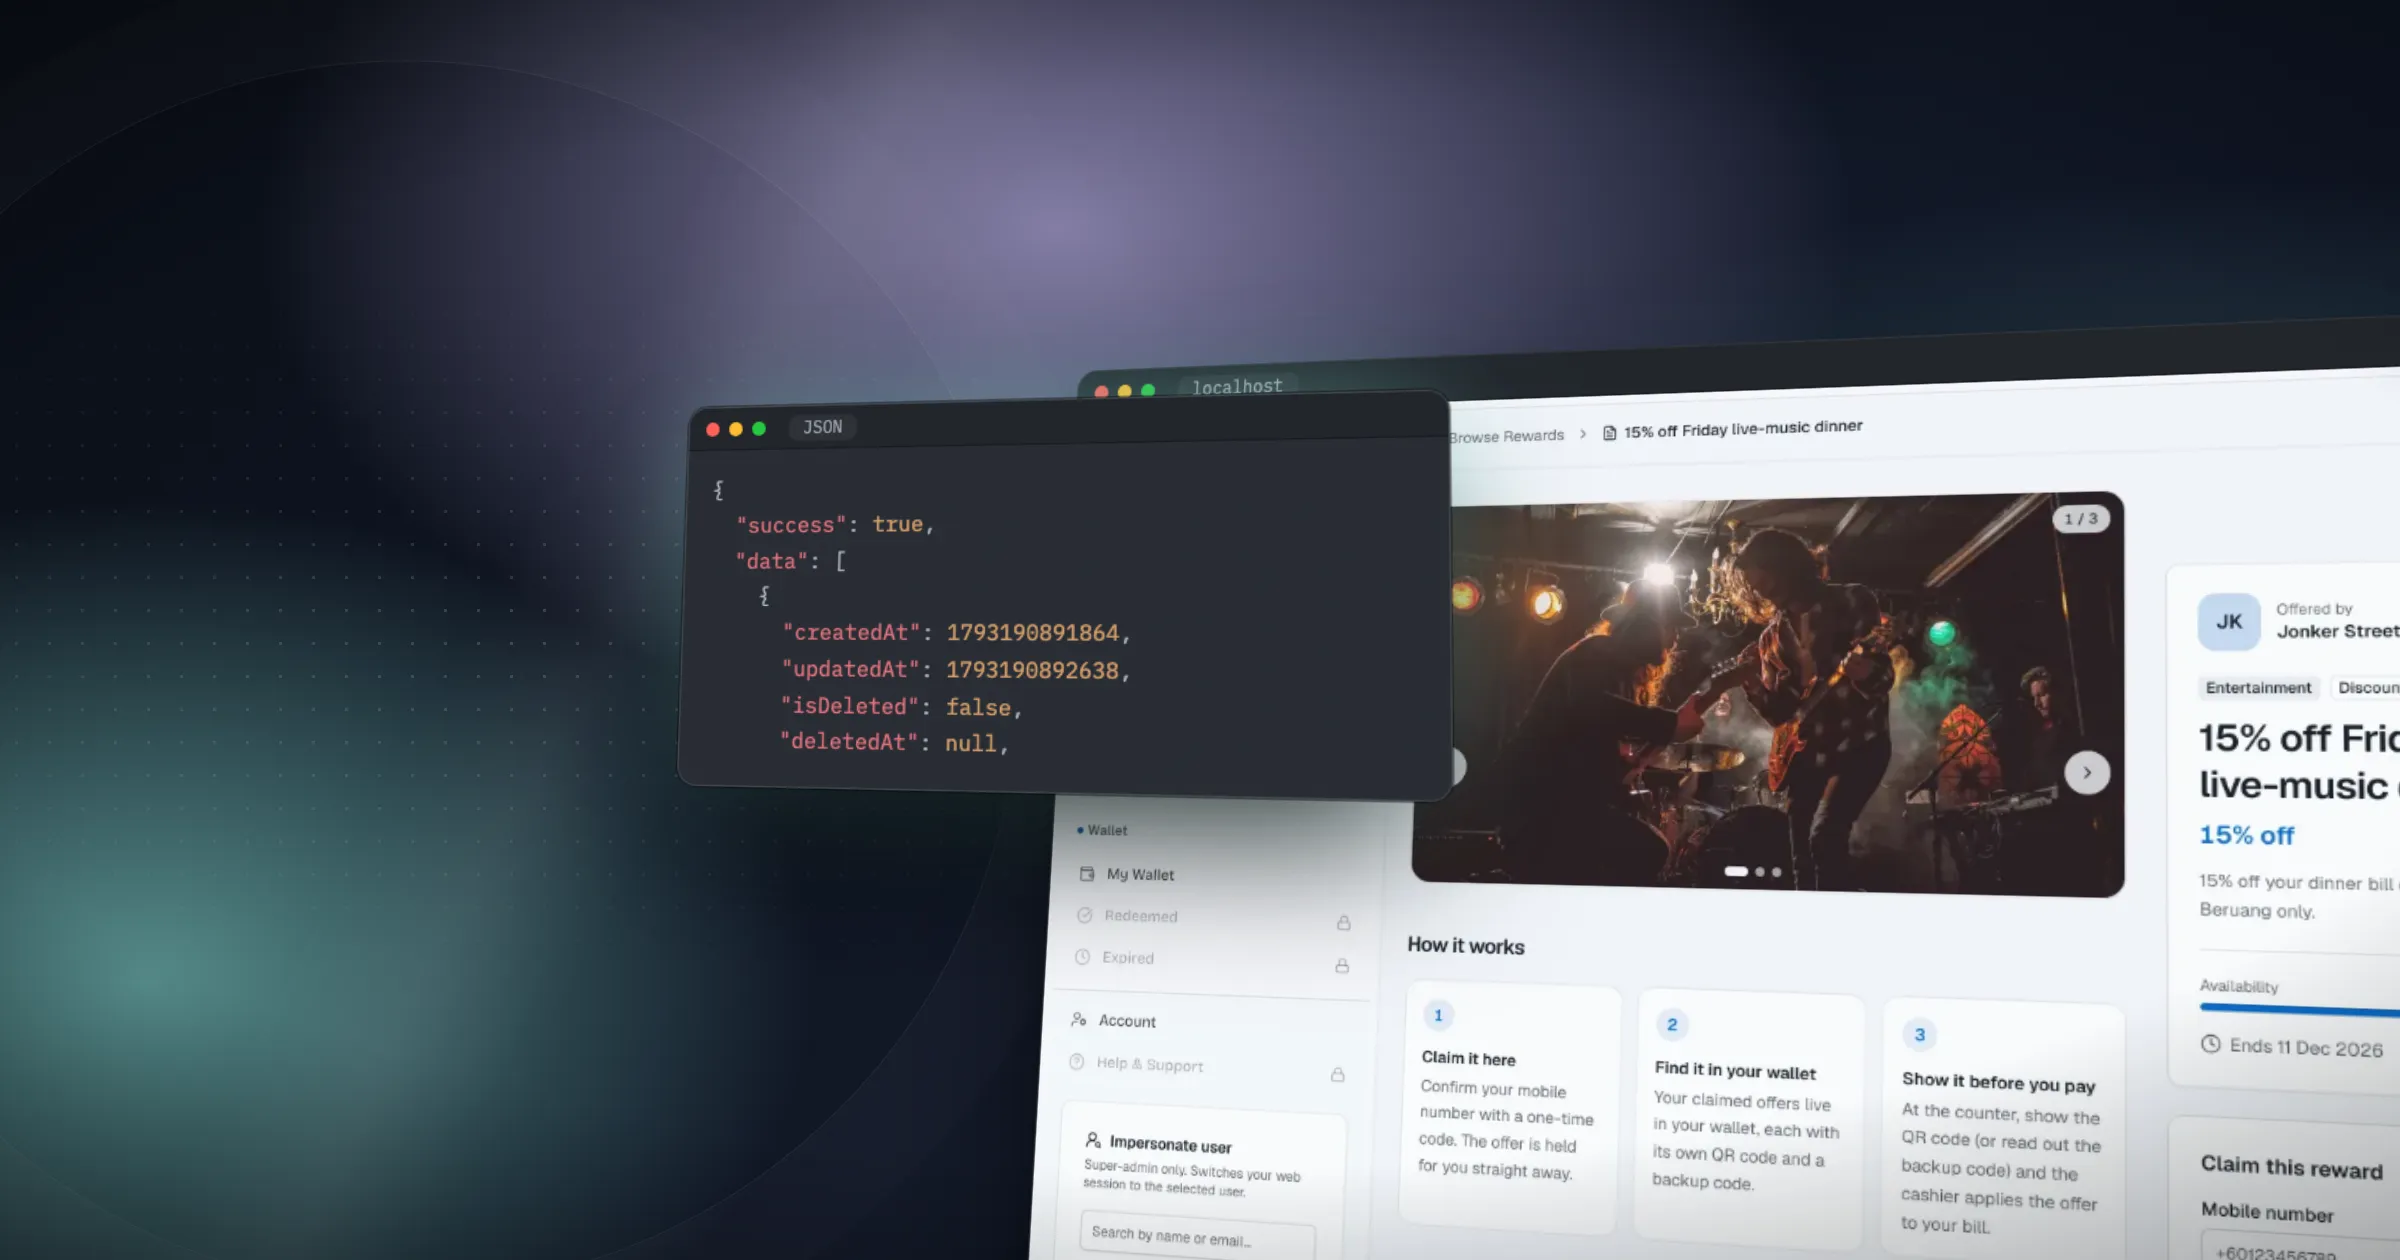 localhost
JSON
{
"success": true,
"data": [
{
"createdAt": 1793190891864,
"updatedAt": 1793190892638,
"isDeleted": false,
"deletedAt": null,
Browse Rewards > 15% off Friday live-music dinner
1 / 3
Wallet
My Wallet
Redeemed
Expired
Account
Help & Support
Impersonate user
Super-admin only. Switches your web
session to the selected user.
Search by name or email...
How it works
1
Claim it here
Confirm your mobile
number with a one-time
code. The offer is held
for you straight away.
2
Find it in your wallet
Your claimed offers live
in your wallet, each with
its own QR code and a
backup code.
3
Show it before you pay
At the counter, show the
QR code (or read out the
backup code) and the
cashier applies the offer
to your bill.
JK
Offered by
Jonker Street
Entertainment
15% off
live-music
15% off
15% off your dinner bill
Beruang only.
Availability
Ends 11 Dec 2026
Claim this reward
Mobile number
+60123456789